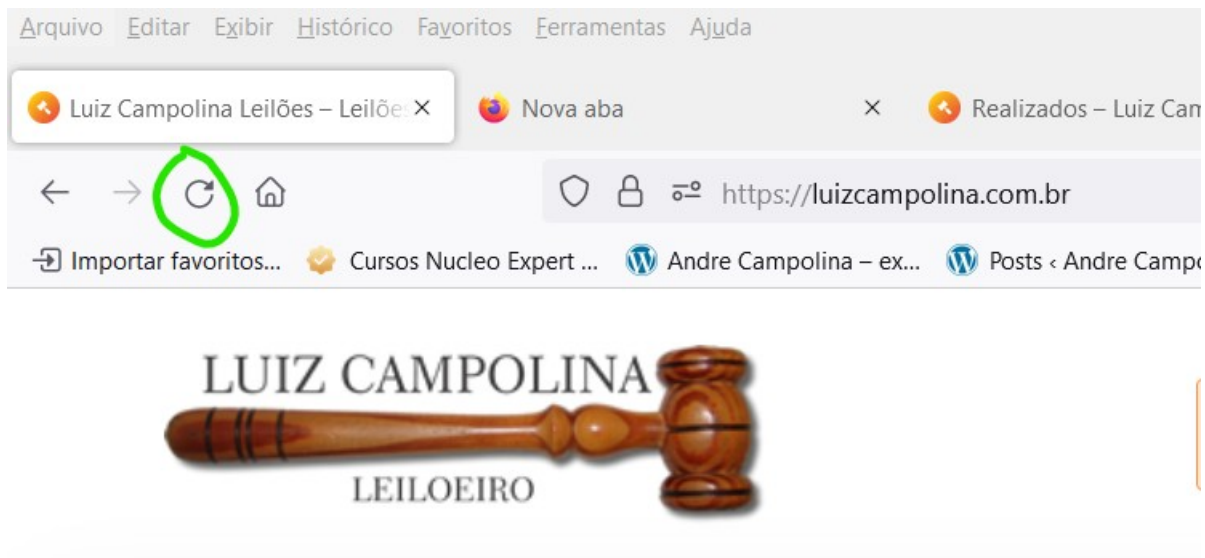 Arquivo Editar Exibir Histórico Favoritos Ferramentas Ajuda
Luiz Campolina Leilões – Leilões Nova aba Realizados – Luiz Cam
https://luizcampolina.com.br
Importar favoritos... Cursos Nucleo Expert ... Andre Campolina – ex... Posts ‹ Andre Campo
LUIZ CAMPOLINA
LEILOEIRO